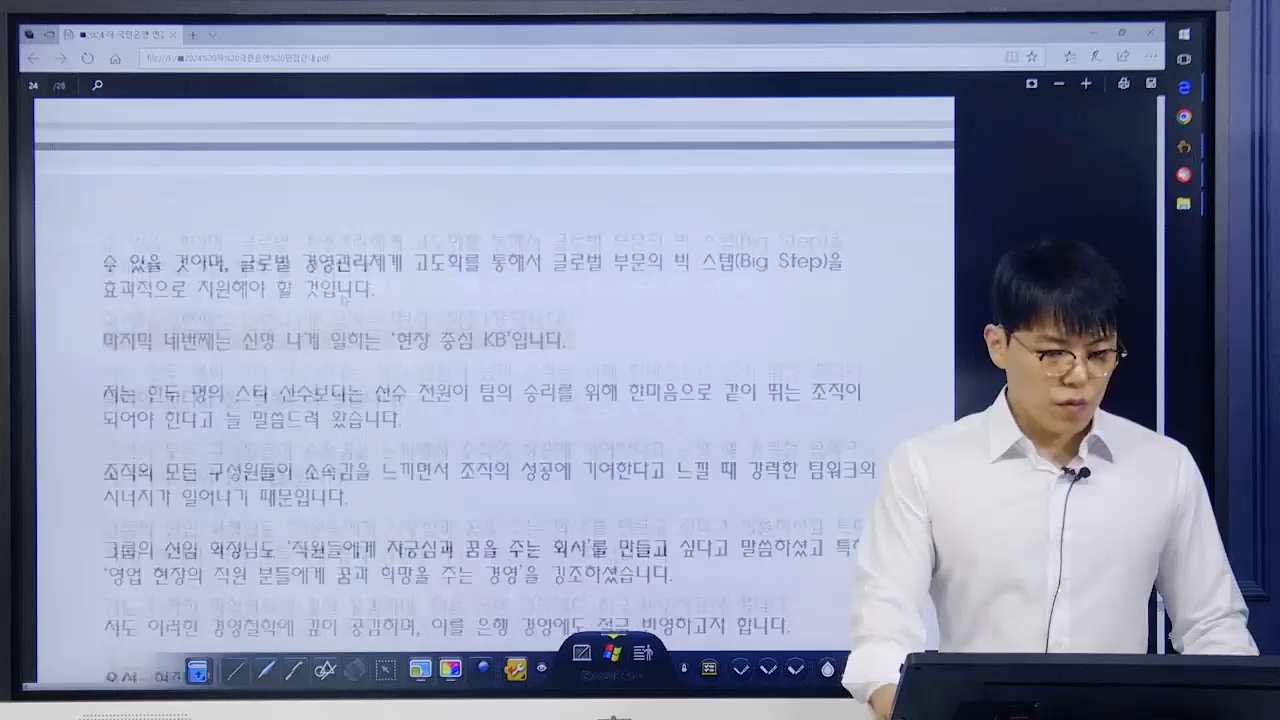 24 /28
수 있을 것이며, 글로벌 경영관리체계 고도화를 통해서 글로벌 부문의 빅 스텝(Big Step)을
효과적으로 지원해야 할 것입니다.
마지막 네번째는 신명 나게 일하는 '현장 중심 KB'입니다.
저는 한두 명의 스타 선수보다는 선수 전원이 팀의 승리를 위해 한마음으로 같이 뛰는 조직이
되어야 한다고 늘 말씀드려 왔습니다.
조직의 모든 구성원들이 소속감을 느끼면서 조직의 성공에 기여한다고 느낄 때 강력한 팀워크와
시너지가 일어나기 때문입니다.
그룹의 신임 회장님도 '직원들에게 자긍심과 꿈을 주는 회사'를 만들고 싶다고 말씀하셨고 특히
'영업 현장의 직원 분들에게 꿈과 희망을 주는 경영'을 강조하셨습니다.
저도 이러한 경영철학에 깊이 공감하며, 이를 은행 경영에도 적극 반영하고자 합니다.